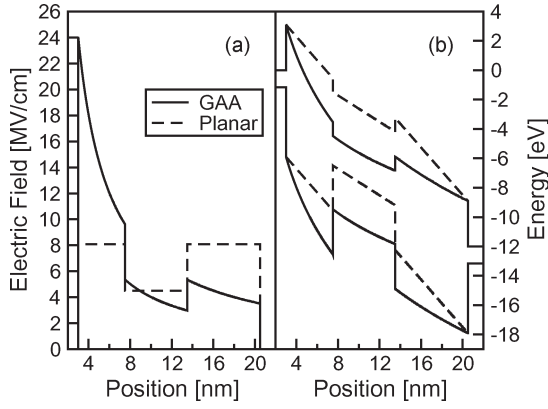 26
24
22
20
18
16
14
12
10
8
6
4
2
0
Electric Field [MV/cm]
(a)
GAA
Planar
4 8 12 16 20
Position [nm]
(b)
4 8 12 16 20
Position [nm]
4
2
0
-2
-4
-6
-8
-10
-12
-14
-16
-18
Energy [eV]